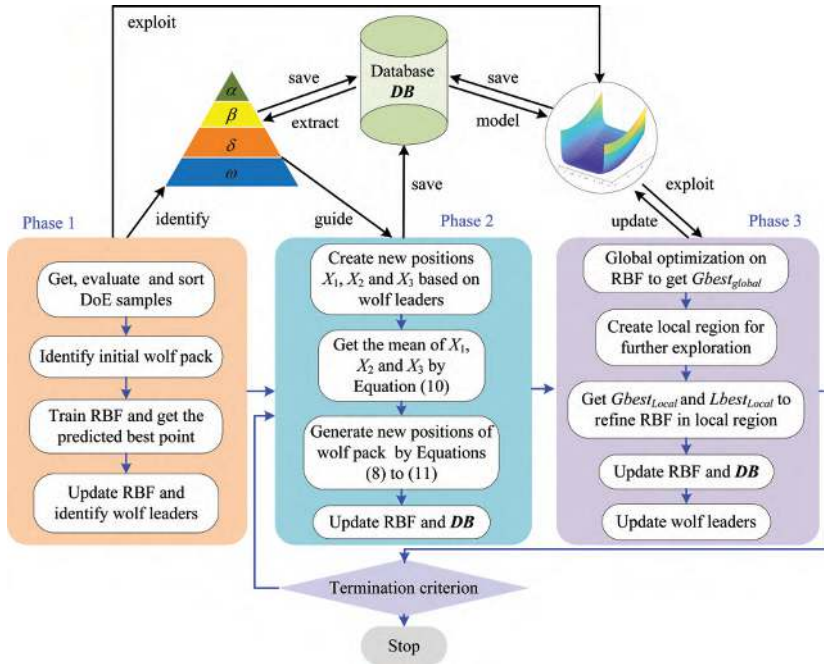 exploit
α
β
δ
ω
save
extract
Database
DB
save
model
save
Phase 1
identify
guide
Phase 2
exploit
update
Phase 3
Get, evaluate and sort
DoE samples
Identify initial wolf pack
Train RBF and get the
predicted best point
Update RBF and
identify wolf leaders
Create new positions
X1, X2 and X3 based on
wolf leaders
Get the mean of X1,
X2 and X3 by
Equation (10)
Generate new positions of
wolf pack by Equations
(8) to (11)
Update RBF and DB
Global optimization on
RBF to get Gbestglobal
Create local region for
further exploration
Get GbestLocal and LbestLocal to
refine RBF in local region
Update RBF and DB
Update wolf leaders
Termination criterion
Stop